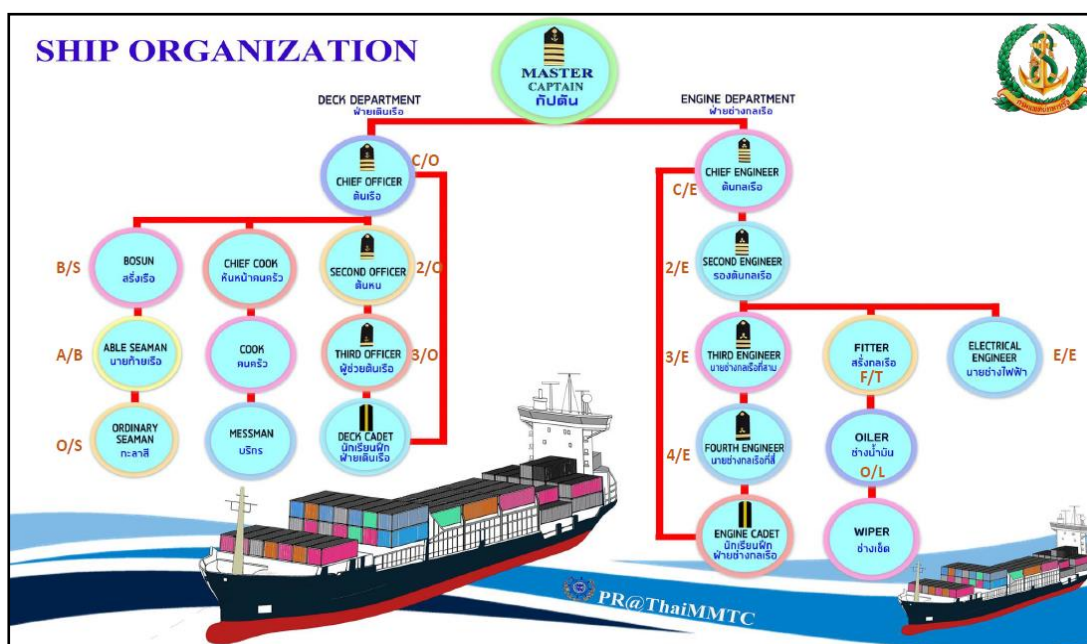 SHIP ORGANIZATION
MASTER
CAPTAIN
กัปตัน
DECK DEPARTMENT
ฝ่ายเดินเรือ
ENGINE DEPARTMENT
ฝ่ายช่างกลเรือ
C/O
CHIEF OFFICER
ต้นเรือ
CHIEF ENGINEER
ต้นกลเรือ
C/E
B/S
BOSUN
สรั่งเรือ
CHIEF COOK
หันหน้าคนครัว
SECOND OFFICER
ต้นหน
2/O
2/E
SECOND ENGINEER
รองต้นกลเรือ
A/B
ABLE SEAMAN
นายท้ายเรือ
COOK
คนครัว
THIRD OFFICER
ผู้ช่วยต้นเรือ
3/O
3/E
THIRD ENGINEER
นายช่างกลเรือที่สาม
FITTER
สรั่งกลเรือ
F/T
ELECTRICAL
ENGINEER
นายช่างไฟฟ้า
E/E
O/S
ORDINARY
SEAMAN
กะลาสี
MESSMAN
บริกร
DECK CADET
นักเรียนฝึก
ฝ่ายเดินเรือ
4/E
FOURTH ENGINEER
นายช่างกลเรือที่สี่
OILER
ช่างน้ำมัน
O/L
ENGINE CADET
นักเรียนฝึก
ฝ่ายช่างกลเรือ
WIPER
ช่างเช็ด
PR@ThaiMMTC